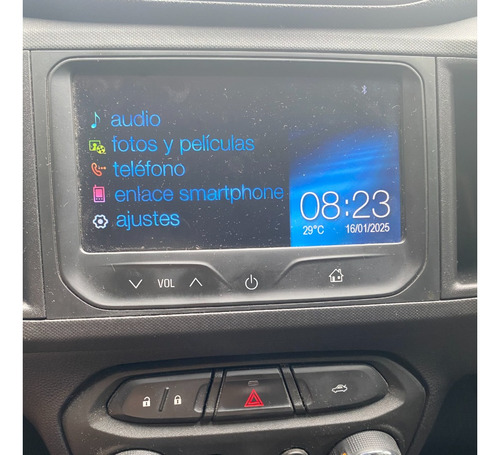 audio
fotos y películas
teléfono
enlace smartphone
ajustes
08:23
29°C 16/01/2025
VOL